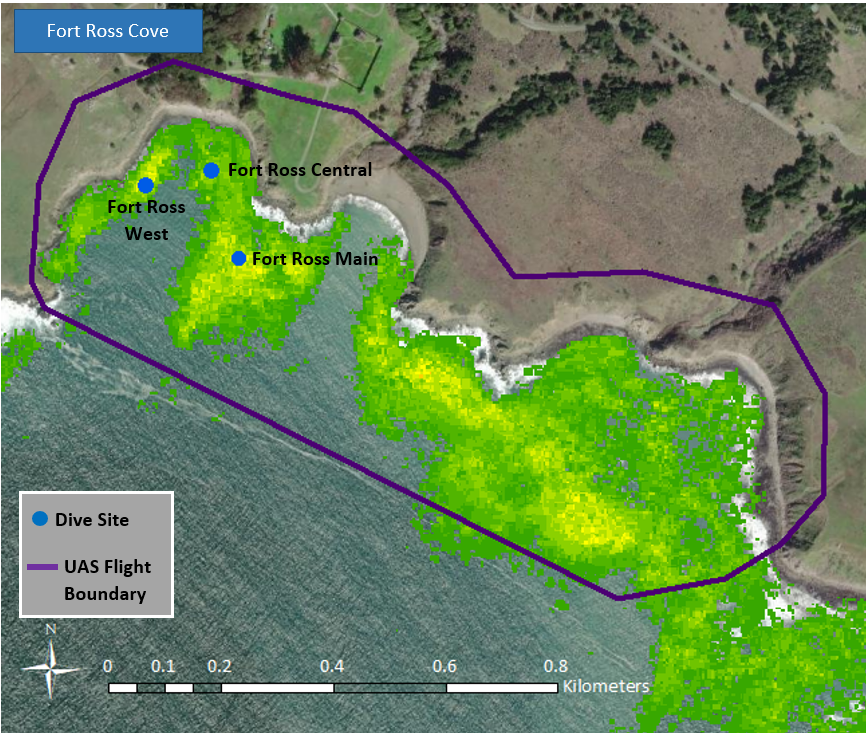 Fort Ross Cove
Fort Ross Central
Fort Ross
West
Fort Ross Main
Dive Site
UAS Flight
Boundary
N
0 0.1 0.2 0.4 0.6 0.8
Kilometers